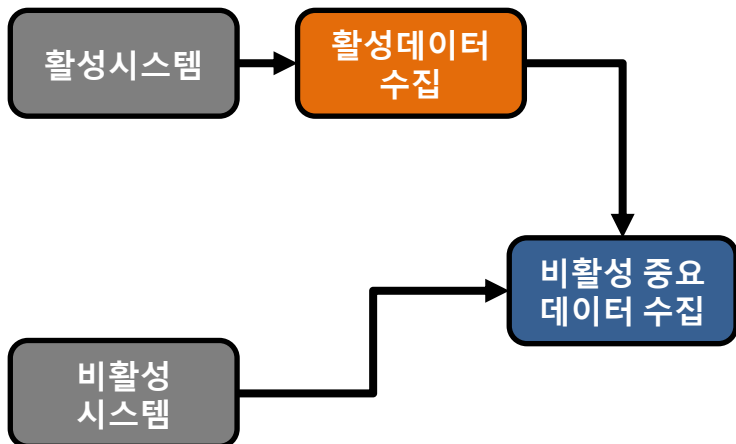 활성시스템
활성데이터
수집
비활성 중요
데이터 수집
비활성
시스템